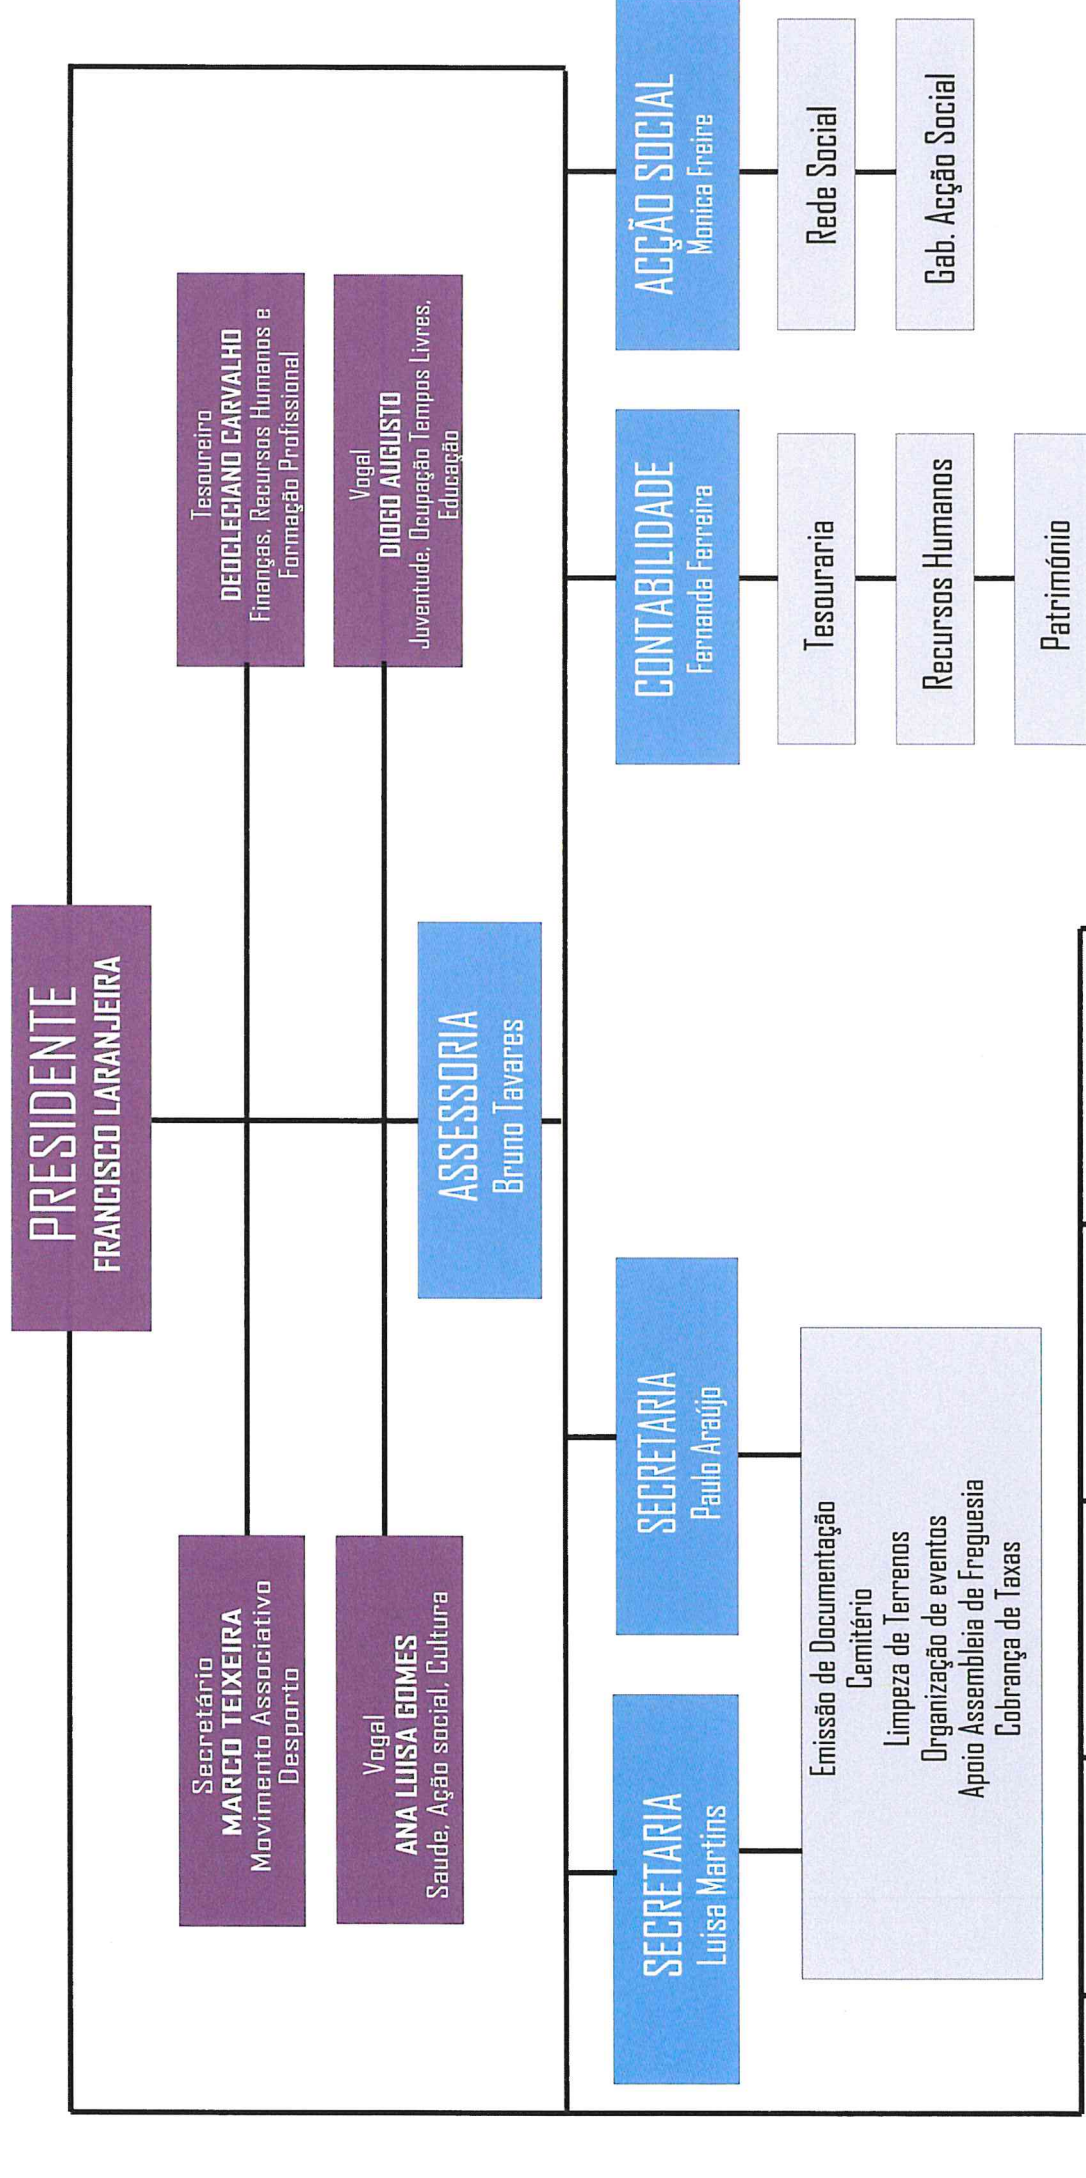 PRESIDENTE
FRANCISCO LARANJEIRA
Secretário
MARCO TEIXEIRA
Movimento Associativo
Desporto
Tesoureiro
DEOCLECIANO CARVALHO
Finanças, Recursos Humanos e
Formação Profissional
Vogal
ANA LUISA GOMES
Saude, Ação social, Cultura
Vogal
DIOGO AUGUSTO
Juventude, Ocupação Tempos Livres,
Educação
ASSESSORIA
Bruno Tavares
SECRETARIA
Luisa Martins
SECRETARIA
Paulo Araújo
CONTABILIDADE
Fernanda Ferreira
ACÇÃO SOCIAL
Monica Freire
Emissão de Documentação
Cemitério
Limpeza de Terrenos
Organização de eventos
Apoio Assembleia de Freguesia
Cobrança de Taxas
Tesouraria
Recursos Humanos
Património
Rede Social
Gab. Acção Social